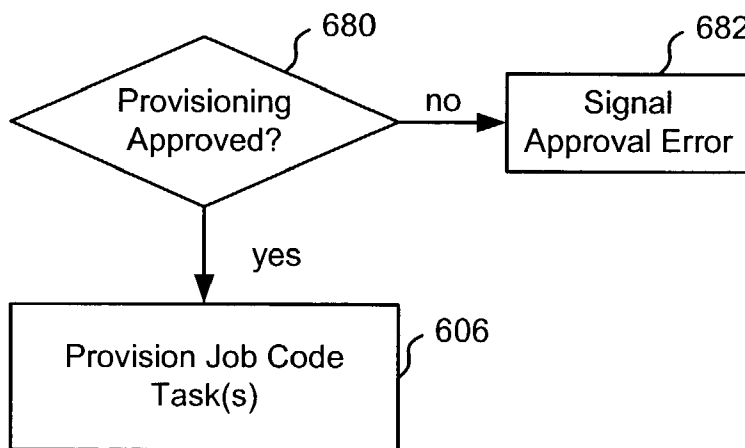 680
682
Provisioning
Approved?
no
Signal
Approval Error
yes
606
Provision Job Code
Task(s)